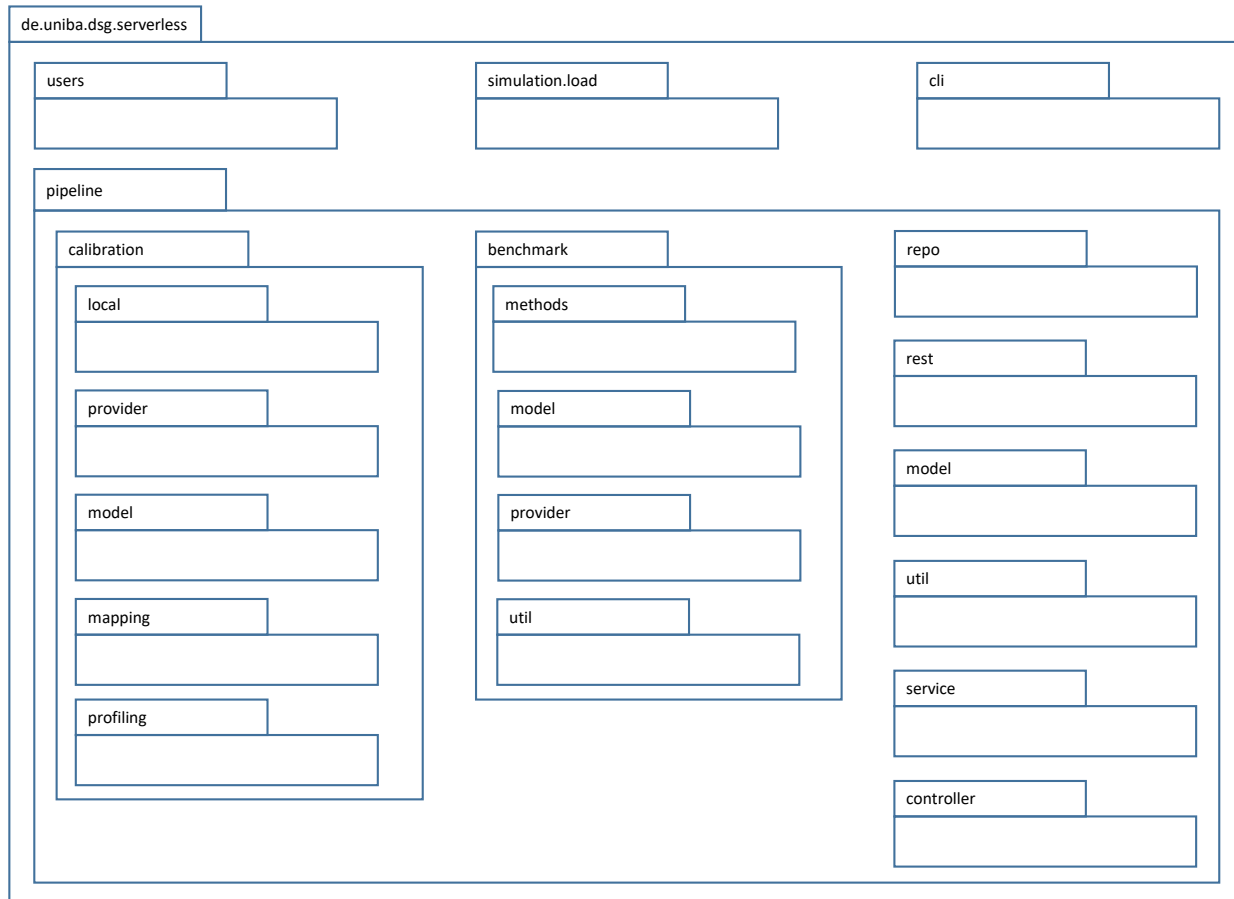 de.uniba.dsg.serverless
users
simulation.load
cli
pipeline
calibration
local
provider
model
mapping
profiling
benchmark
methods
model
provider
util
repo
rest
model
util
service
controller